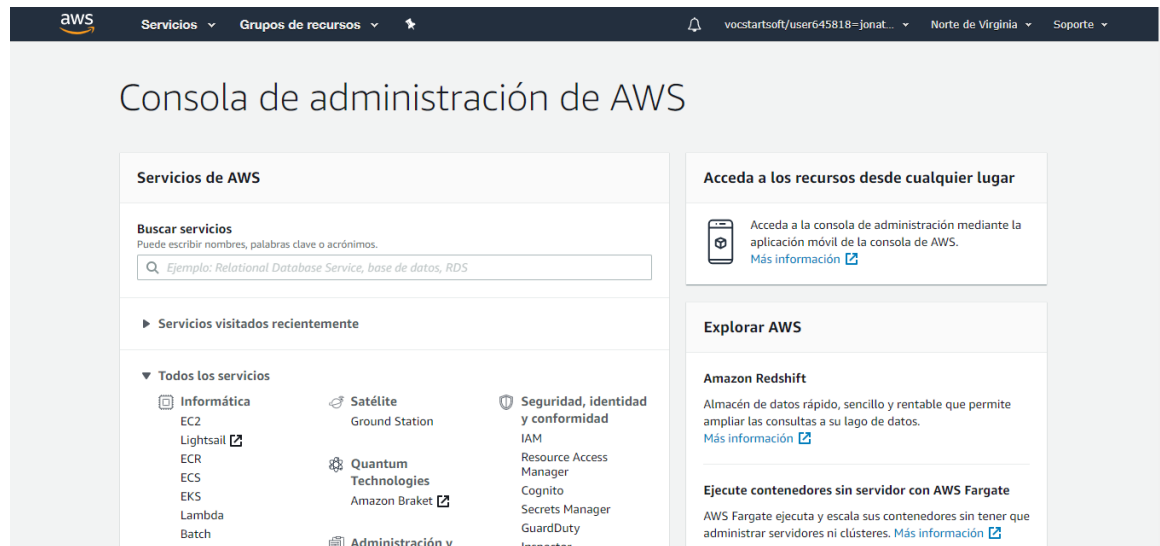 aws
Servicios
Grupos de recursos
vocstartsoft/user645818=jonat...
Norte de Virginia
Soporte
Consola de administración de AWS
Servicios de AWS
Buscar servicios
Puede escribir nombres, palabras clave o acrónimos.
Ejemplo: Relational Database Service, base de datos, RDS
Servicios visitados recientemente
Todos los servicios
Informática
EC2
Lightsail
ECR
ECS
EKS
Lambda
Batch
Satélite
Ground Station
Quantum
Technologies
Amazon Braket
Administración y
Seguridad, identidad
y conformidad
IAM
Resource Access
Manager
Cognito
Secrets Manager
GuardDuty
Inspector
Acceda a los recursos desde cualquier lugar
Acceda a la consola de administración mediante la
aplicación móvil de la consola de AWS.
Más información
Explorar AWS
Amazon Redshift
Almacén de datos rápido, sencillo y rentable que permite
ampliar las consultas a su lago de datos.
Más información
Ejecute contenedores sin servidor con AWS Fargate
AWS Fargate ejecuta y escala sus contenedores sin tener que
administrar servidores ni clústeres. Más información